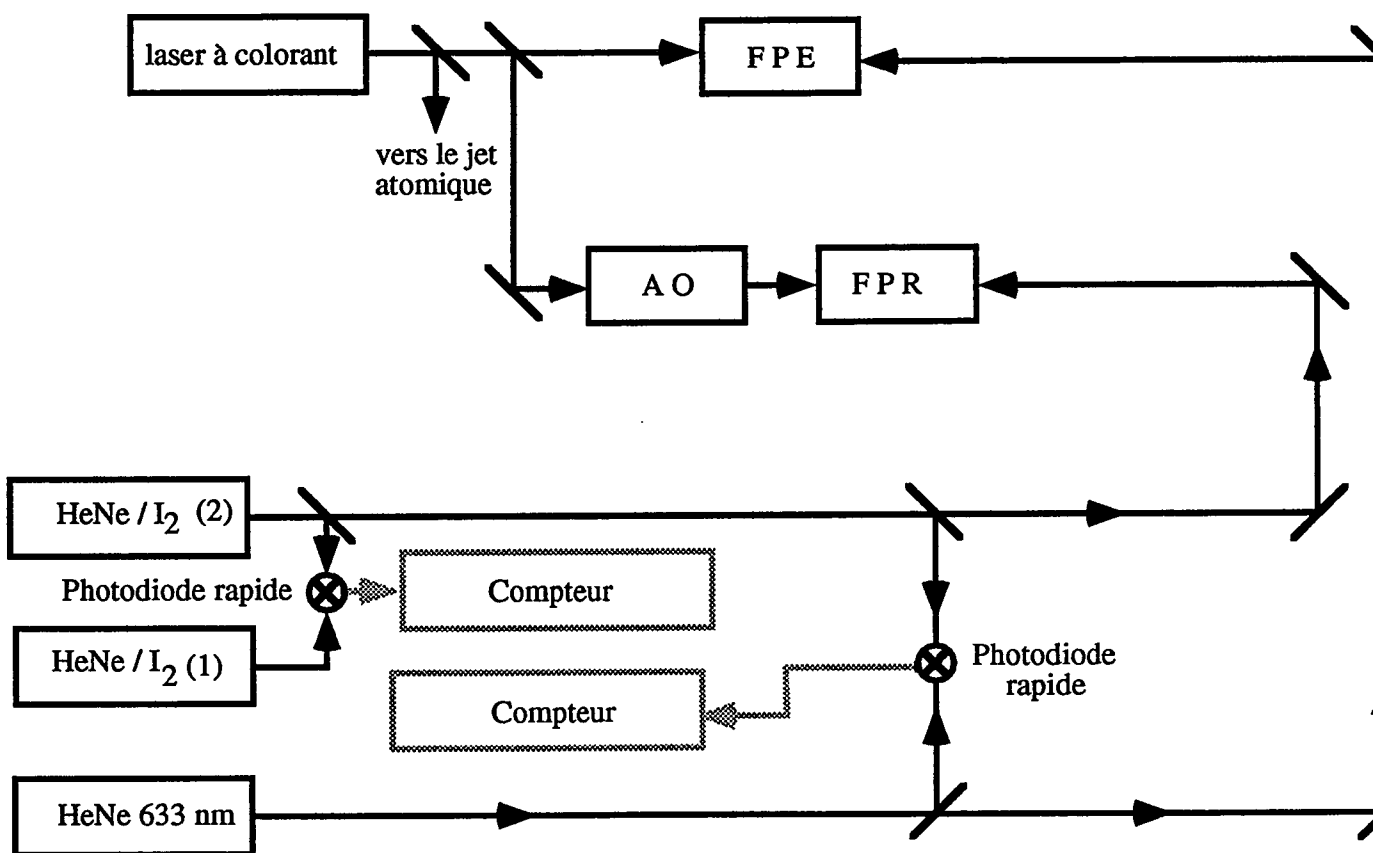 laser à colorant
F P E
vers le jet
atomique
A O
F P R
HeNe / I2 (2)
Photodiode rapide
Compteur
HeNe / I2 (1)
Photodiode
rapide
Compteur
HeNe 633 nm